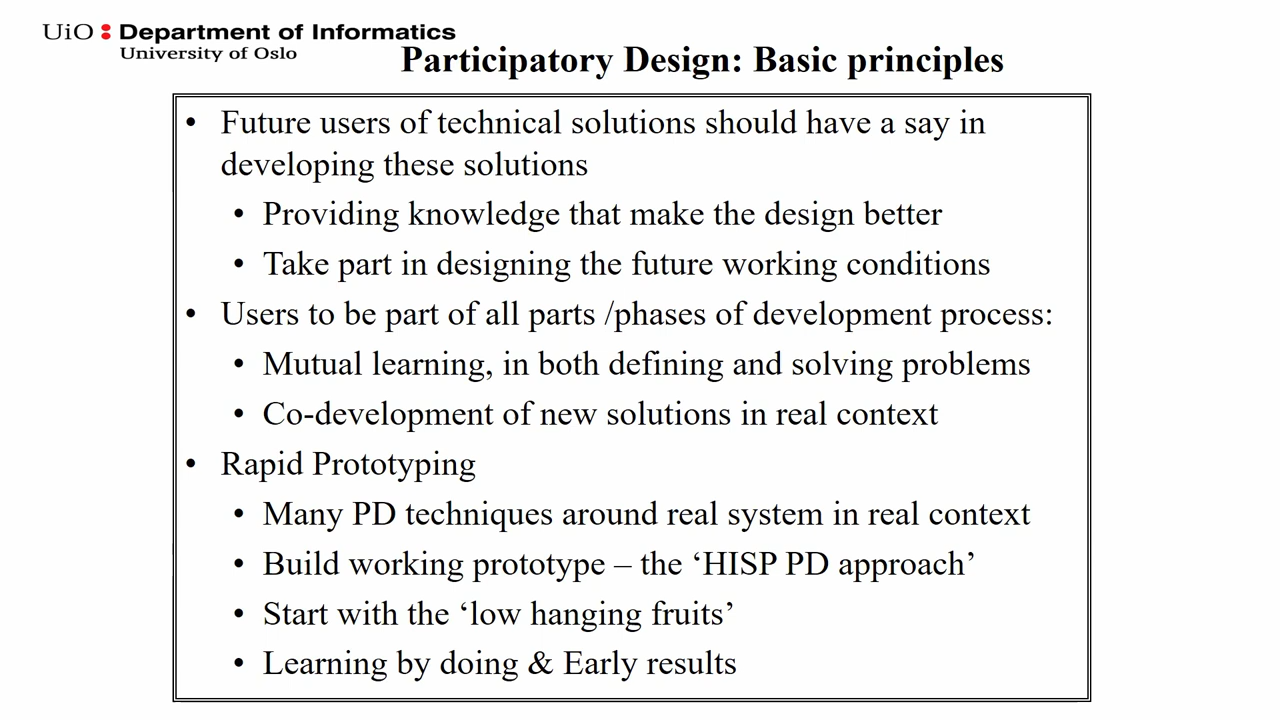 UiO : Department of Informatics
University of Oslo
Participatory Design: Basic principles
• Future users of technical solutions should have a say in
developing these solutions
• Providing knowledge that make the design better
• Take part in designing the future working conditions
• Users to be part of all parts /phases of development process:
• Mutual learning, in both defining and solving problems
• Co-development of new solutions in real context
• Rapid Prototyping
• Many PD techniques around real system in real context
• Build working prototype – the ‘HISP PD approach’
• Start with the ‘low hanging fruits’
• Learning by doing & Early results